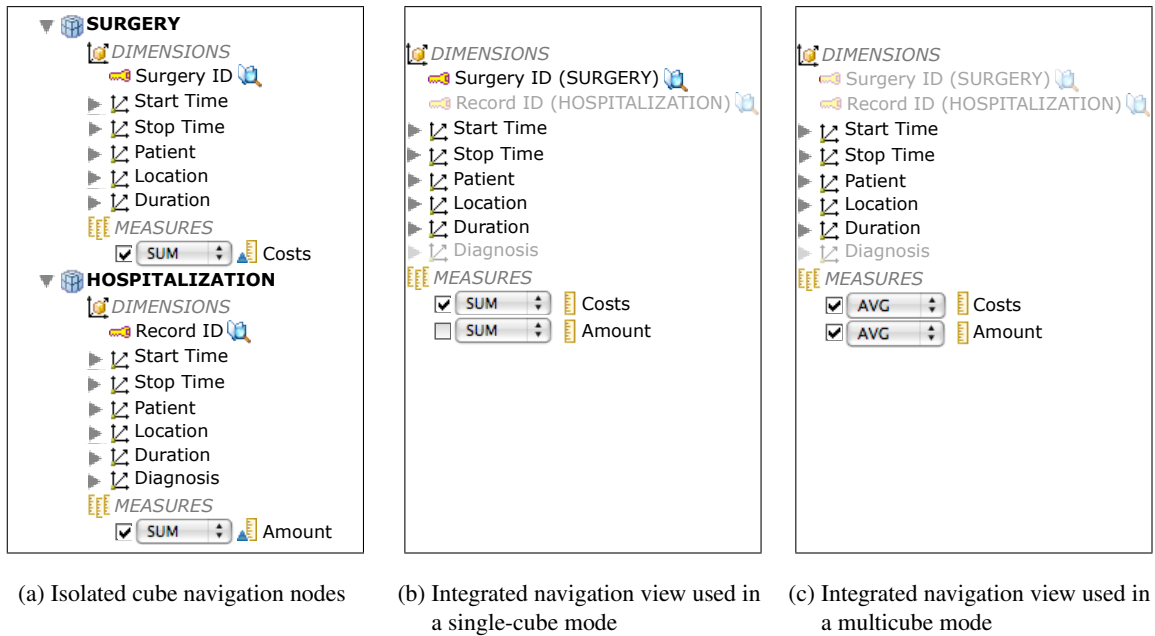 SURGERY
DIMENSIONS
Surgery ID
Start Time
Stop Time
Patient
Location
Duration
MEASURES
SUM Costs
HOSPITALIZATION
DIMENSIONS
Record ID
Start Time
Stop Time
Patient
Location
Duration
Diagnosis
MEASURES
SUM Amount
(a) Isolated cube navigation nodes
DIMENSIONS
Surgery ID (SURGERY)
Record ID (HOSPITALIZATION)
Start Time
Stop Time
Patient
Location
Duration
Diagnosis
MEASURES
SUM Costs
SUM Amount
(b) Integrated navigation view used in
a single-cube mode
DIMENSIONS
Surgery ID (SURGERY)
Record ID (HOSPITALIZATION)
Start Time
Stop Time
Patient
Location
Duration
Diagnosis
MEASURES
AVG Costs
AVG Amount
(c) Integrated navigation view used in
a multicube mode